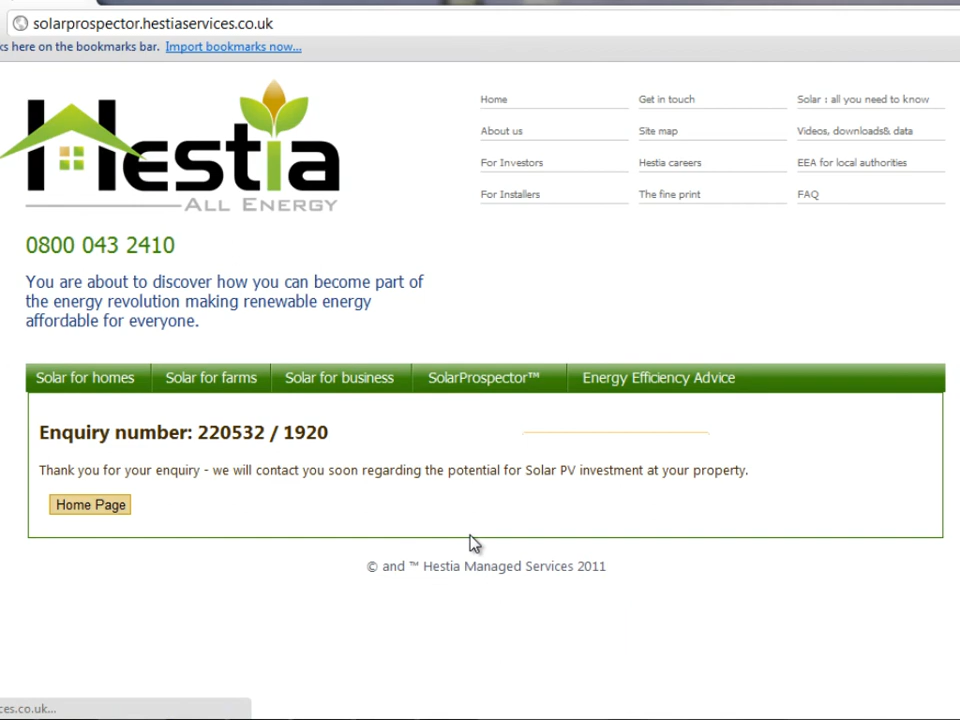 solarprospector.hestiaservices.co.uk
ks here on the bookmarks bar. Import bookmarks now...
Hestia
ALL ENERGY
Home
Get in touch
Solar : all you need to know
About us
Site map
Videos, downloads& data
For Investors
Hestia careers
EEA for local authorities
For Installers
The fine print
FAQ
0800 043 2410
You are about to discover how you can become part of
the energy revolution making renewable energy
affordable for everyone.
Solar for homes
Solar for farms
Solar for business
SolarProspector™
Energy Efficiency Advice
Enquiry number: 220532 / 1920
Thank you for your enquiry - we will contact you soon regarding the potential for Solar PV investment at your property.
Home Page
© and ™ Hestia Managed Services 2011
ces.co.uk...